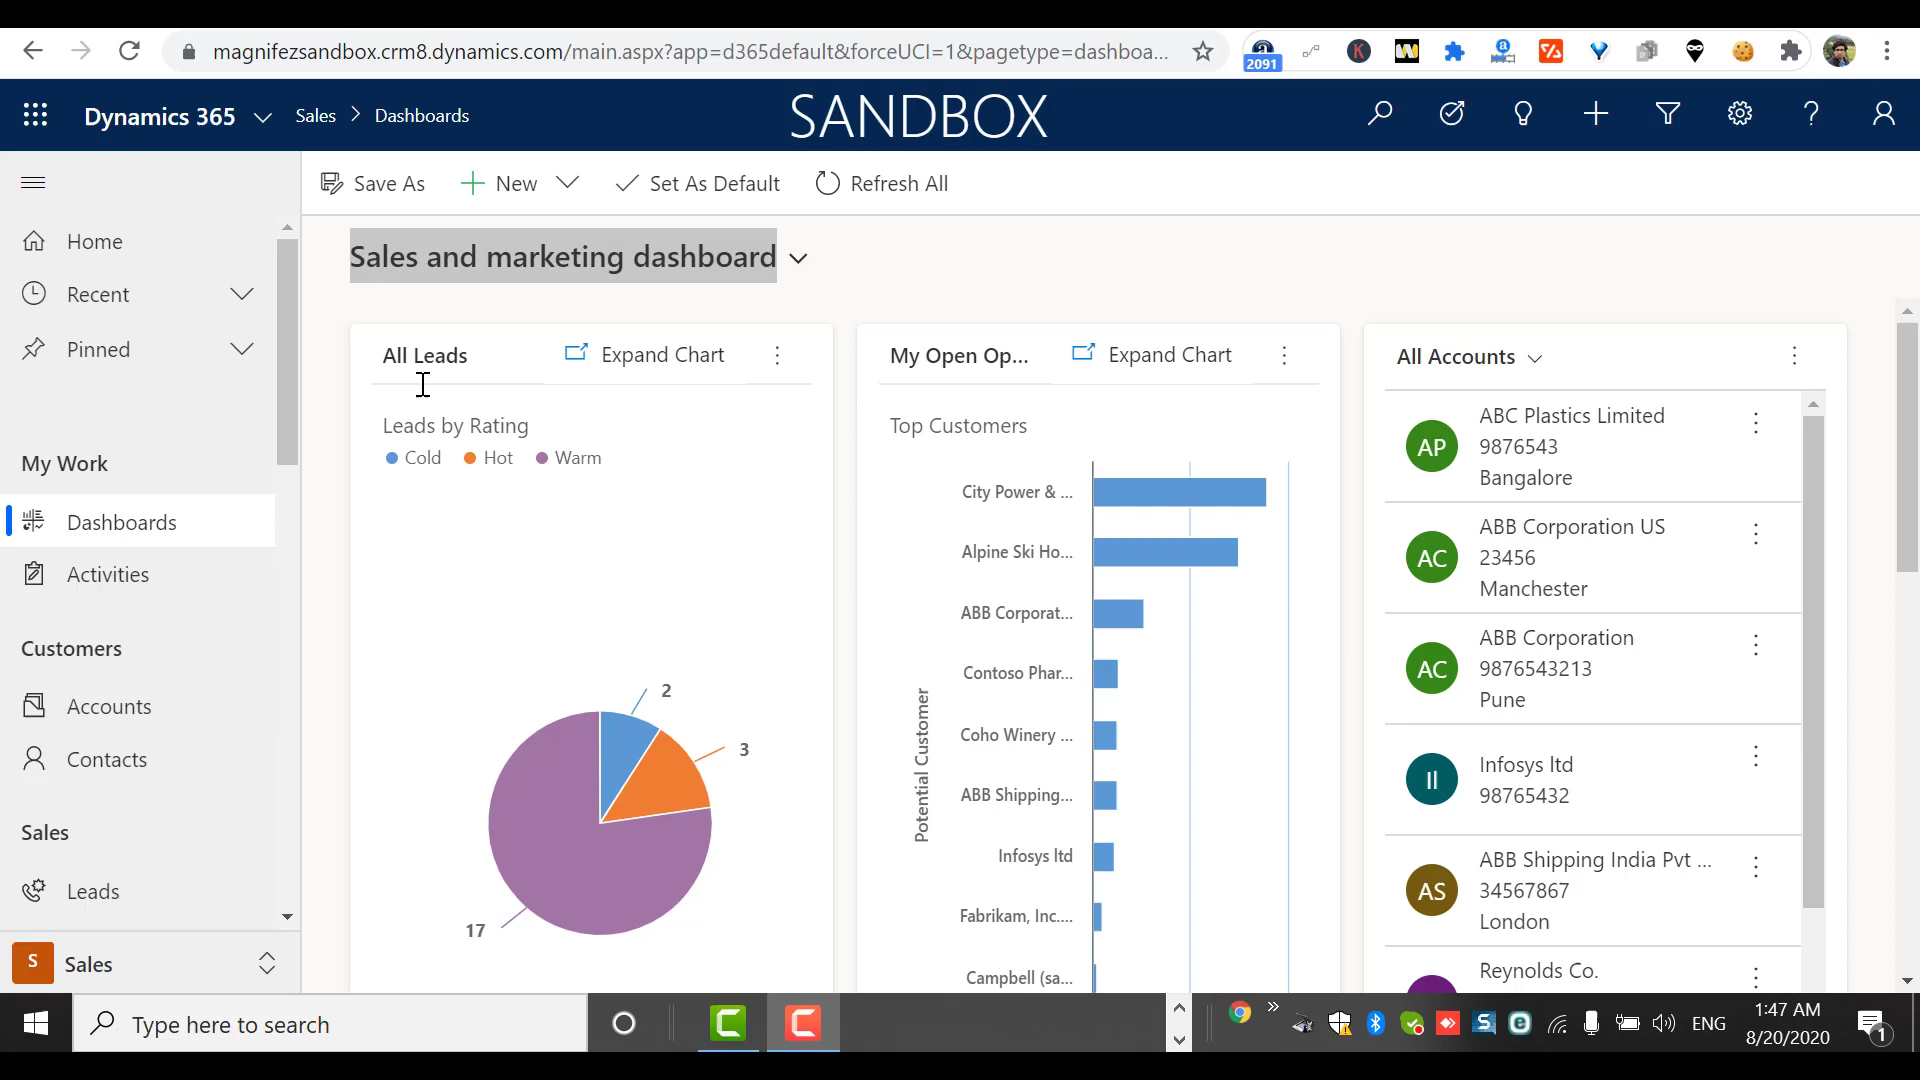 magnifezsandbox.crm8.dynamics.com/main.aspx?app=d365default&forceUCI=1&pagetype=dashboa...
2091
Dynamics 365
Sales > Dashboards
SANDBOX
Save As
New
Set As Default
Refresh All
Home
Recent
Pinned
My Work
Dashboards
Activities
Customers
Accounts
Contacts
Sales
Leads
S
Sales
Sales and marketing dashboard
All Leads
Expand Chart
Leads by Rating
Cold
Hot
Warm
2
3
17
My Open Op...
Expand Chart
Top Customers
Potential Customer
City Power & ...
Alpine Ski Ho...
ABB Corporat...
Contoso Phar...
Coho Winery ...
ABB Shipping...
Infosys ltd
Fabrikam, Inc....
Campbell (sa...
All Accounts
AP
ABC Plastics Limited
9876543
Bangalore
AC
ABB Corporation US
23456
Manchester
AC
ABB Corporation
9876543213
Pune
II
Infosys ltd
98765432
AS
ABB Shipping India Pvt ...
34567867
London
Reynolds Co.
Type here to search
ENG
1:47 AM
8/20/2020
1